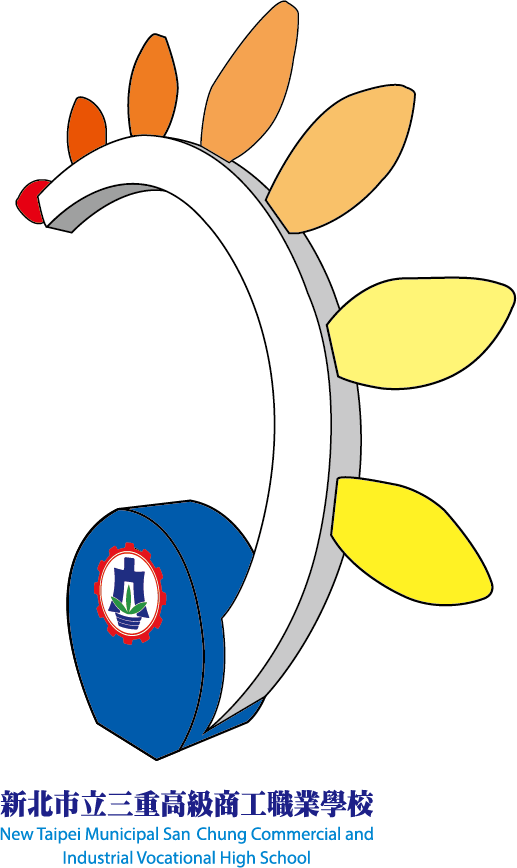 新北市立三重高級商工職業學校
New Taipei Municipal San Chung Commercial and
Industrial Vocational High School